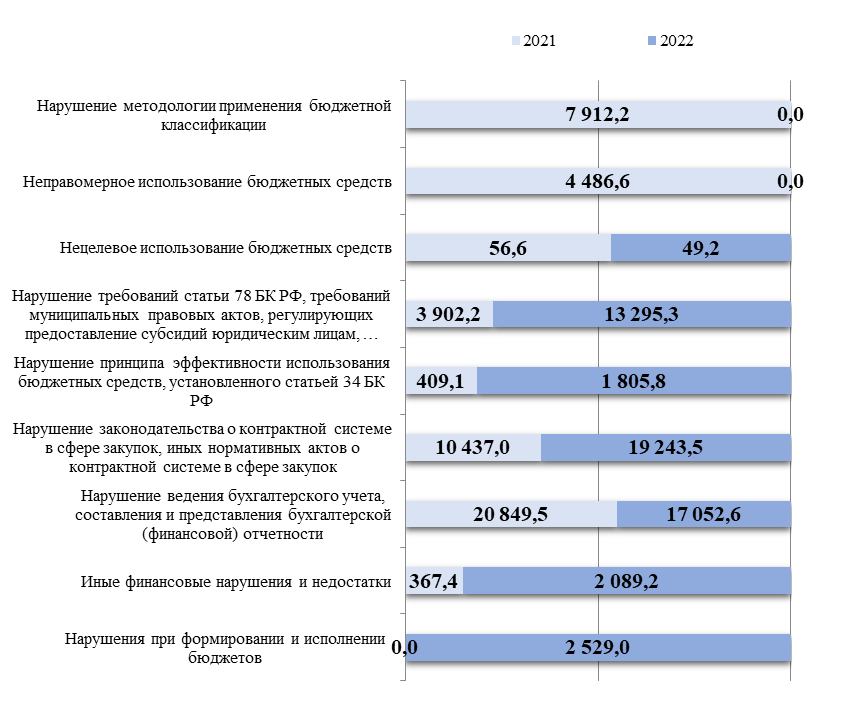 2021 2022
Нарушение методологии применения бюджетной
классификации
7 912,2 0,0
Неправомерное использование бюджетных средств
4 486,6 0,0
Нецелевое использование бюджетных средств
56,6 49,2
Нарушение требований статьи 78 БК РФ, требований
муниципальных правовых актов, регулирующих
предоставление субсидий юридическим лицам, …
3 902,2 13 295,3
Нарушение принципа эффективности использования
бюджетных средств, установленного статьей 34 БК
РФ
409,1 1 805,8
Нарушение законодательства о контрактной системе
в сфере закупок, иных нормативных актов о
контрактной системе в сфере закупок
10 437,0 19 243,5
Нарушение ведения бухгалтерского учета,
составления и представления бухгалтерской
(финансовой) отчетности
20 849,5 17 052,6
Иные финансовые нарушения и недостатки
367,4 2 089,2
Нарушения при формировании и исполнении
бюджетов
0,0 2 529,0